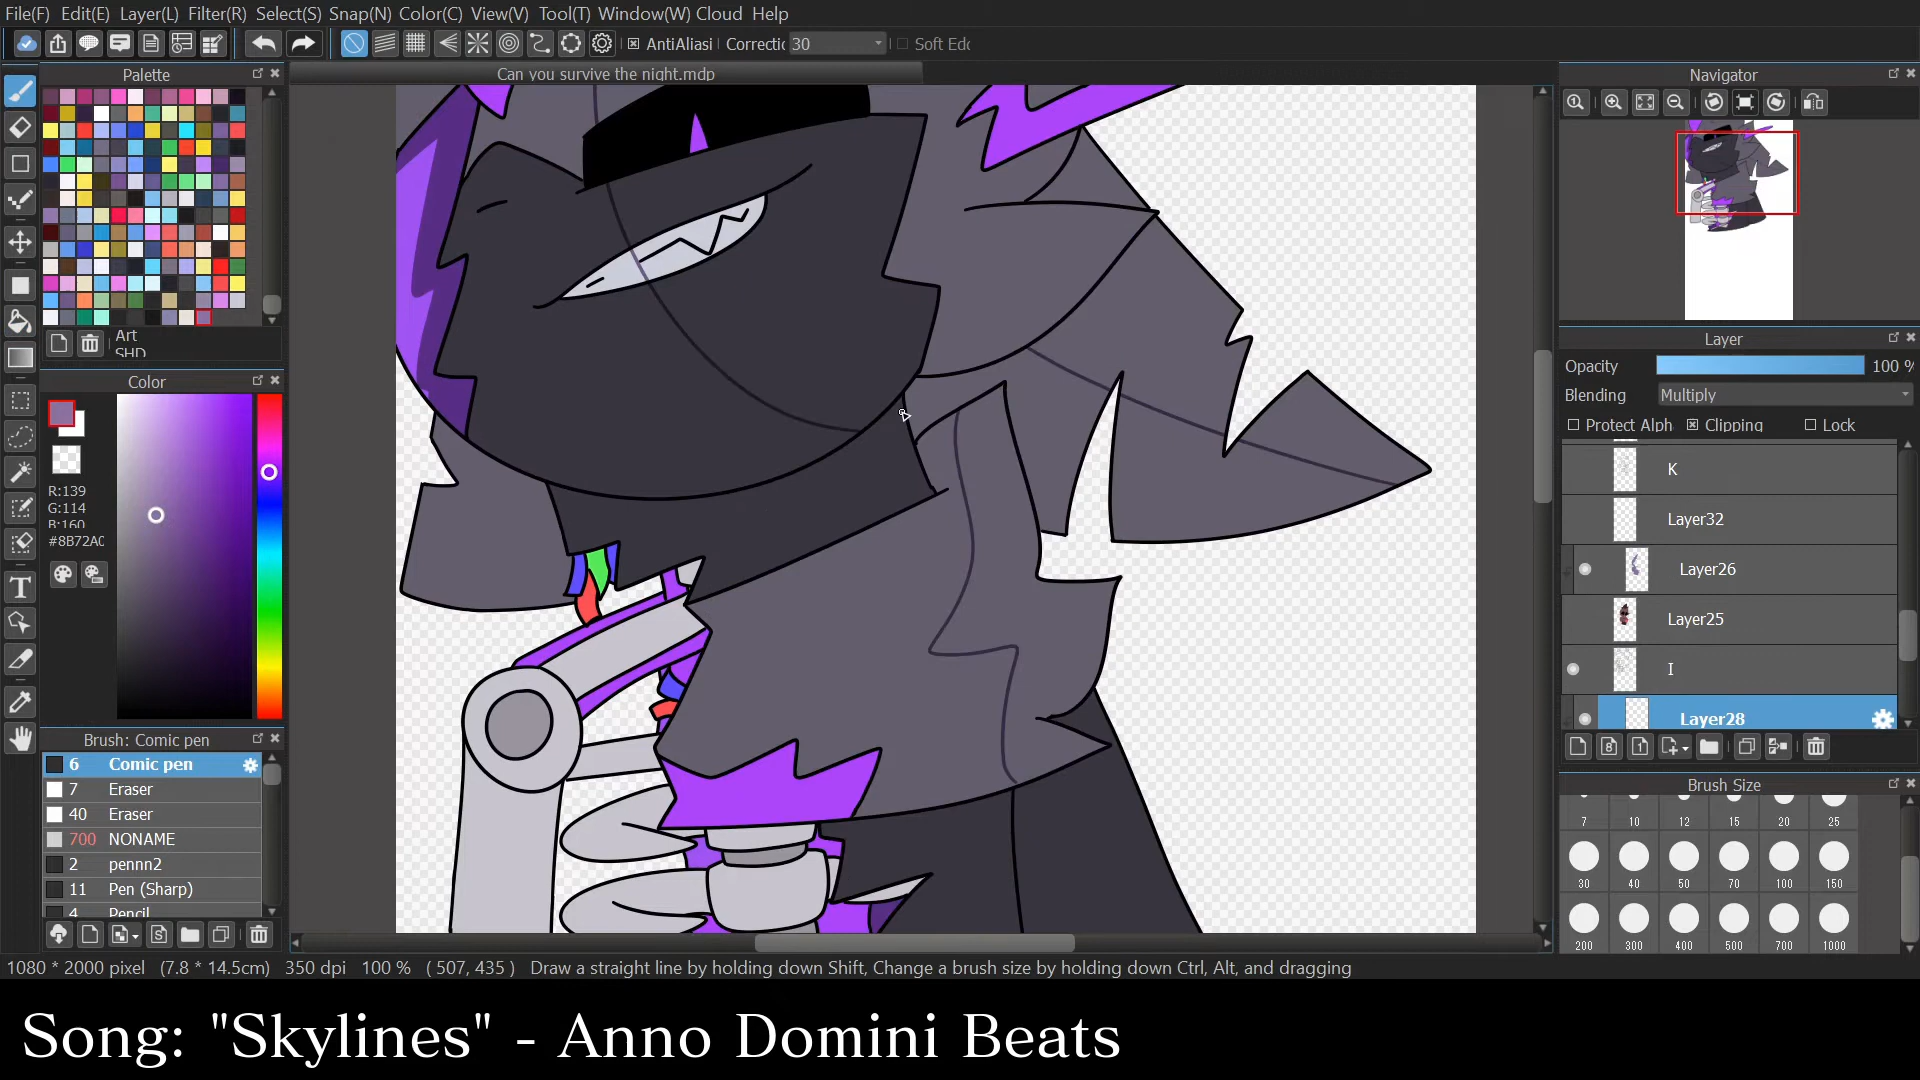 File(F) Edit(E) Layer(L) Filter(R) Select(S) Snap(N) Color(C) View(V) Tool(T) Window(W) Cloud Help
AntiAliasi Correctic 30 Soft Edc
Palette
Can you survive the night.mdp
Navigator
Art
SHD
Color
R:139
G:114
B:160
#8B72A0
Brush: Comic pen
6 Comic pen
7 Eraser
40 Eraser
700 NONAME
2 pennn2
11 Pen (Sharp)
4 Pencil
Layer
Opacity 100 %
Blending Multiply
Protect Alph Clipping Lock
K
Layer32
Layer26
Layer25
I
Layer28
Brush Size
7 10 12 15 20 25
30 40 50 70 100 150
200 300 400 500 700 1000
1080 * 2000 pixel (7.8 * 14.5cm) 350 dpi 100 % ( 507, 435 ) Draw a straight line by holding down Shift, Change a brush size by holding down Ctrl, Alt, and dragging
Song: "Skylines" - Anno Domini Beats